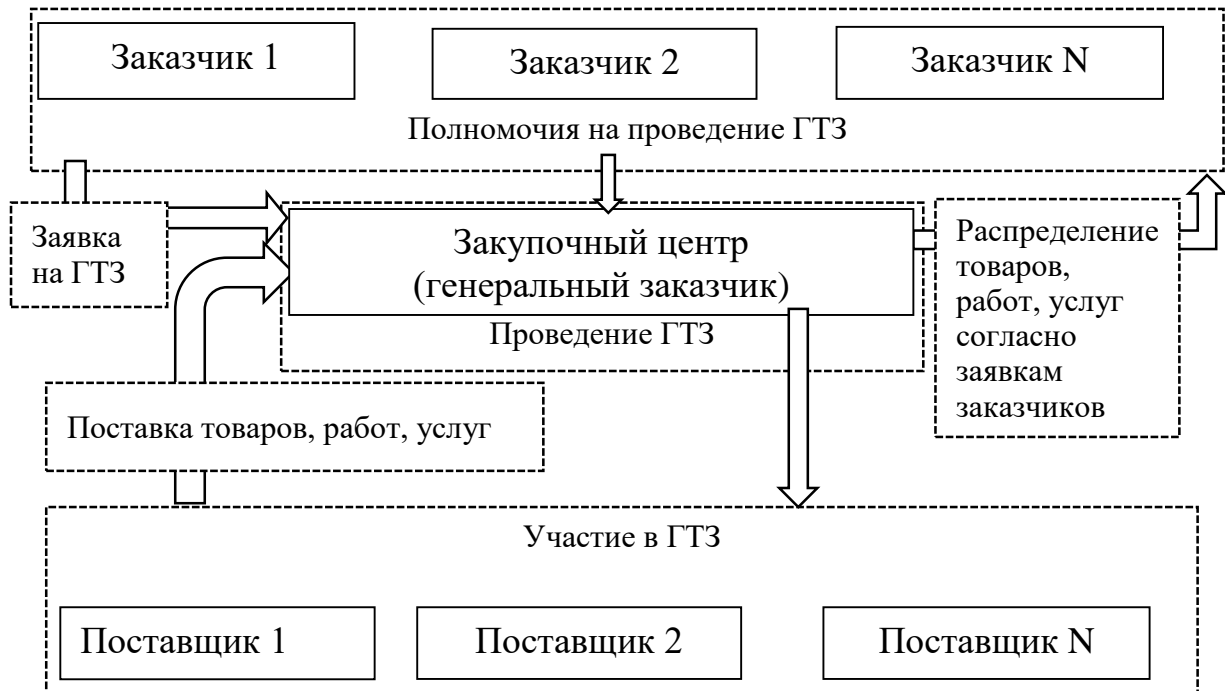 Заказчик 1
Заказчик 2
Заказчик N
Полномочия на проведение ГТЗ
Заявка
на ГТЗ
Закупочный центр
(генеральный заказчик)
Проведение ГТЗ
Распределение
товаров,
работ, услуг
согласно
заявкам
заказчиков
Поставка товаров, работ, услуг
Участие в ГТЗ
Поставщик 1
Поставщик 2
Поставщик N